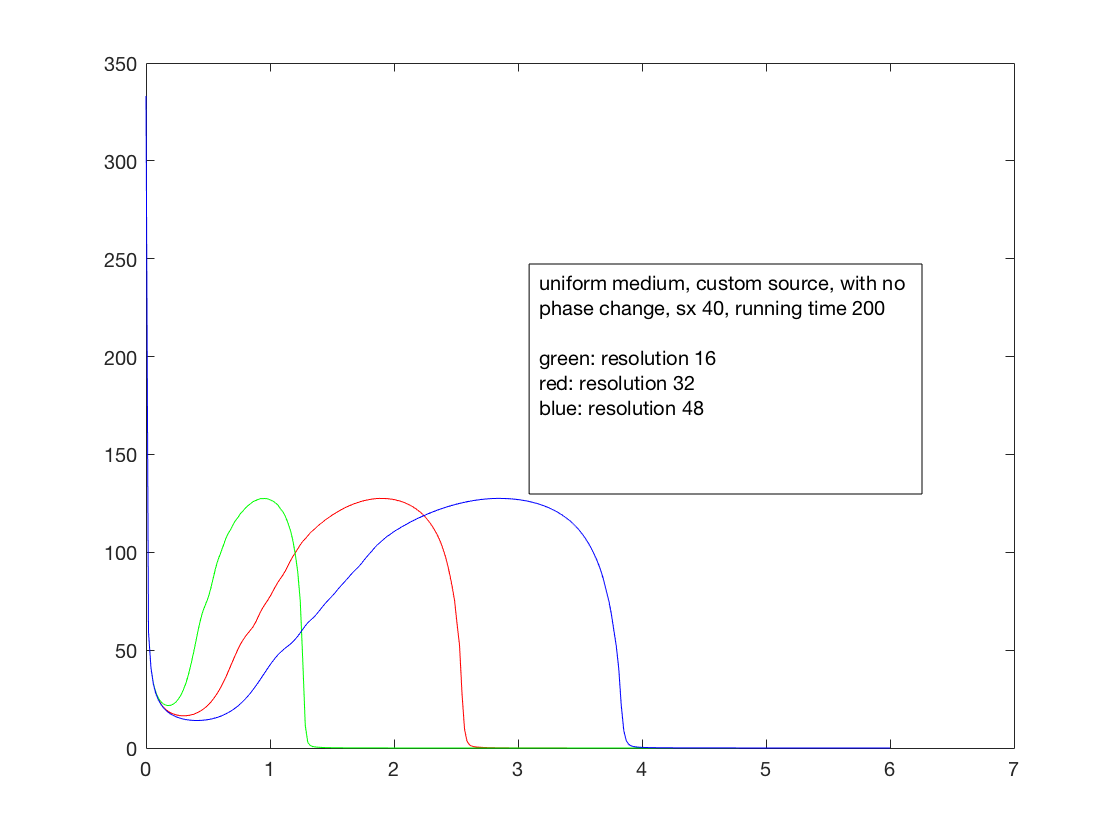 350
300
250
200
150
100
50
0
uniform medium, custom source, with no
phase change, sx 40, running time 200
green: resolution 16
red: resolution 32
blue: resolution 48
0 1 2 3 4 5 6 7